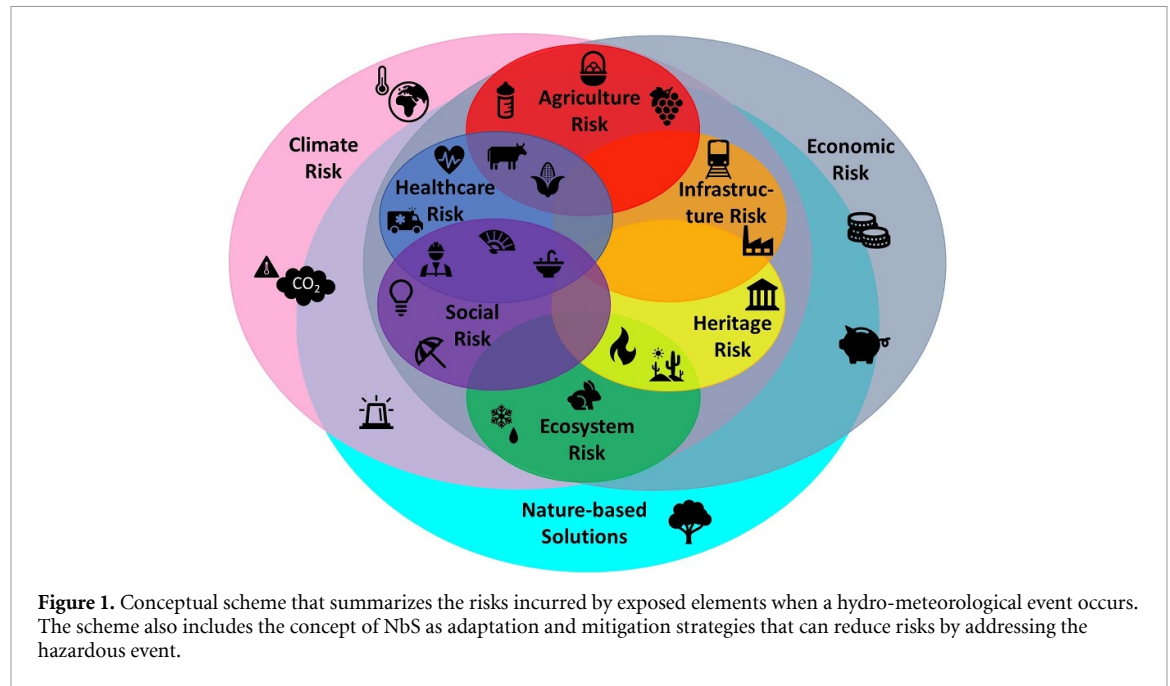 Agriculture
Risk
Climate
Risk
Economic
Risk
Healthcare
Risk
Infrastruc-
ture Risk
CO2
Social
Risk
Heritage
Risk
Ecosystem
Risk
Nature-based
Solutions
Figure 1. Conceptual scheme that summarizes the risks incurred by exposed elements when a hydro-meteorological event occurs.
The scheme also includes the concept of NbS as adaptation and mitigation strategies that can reduce risks by addressing the
hazardous event.